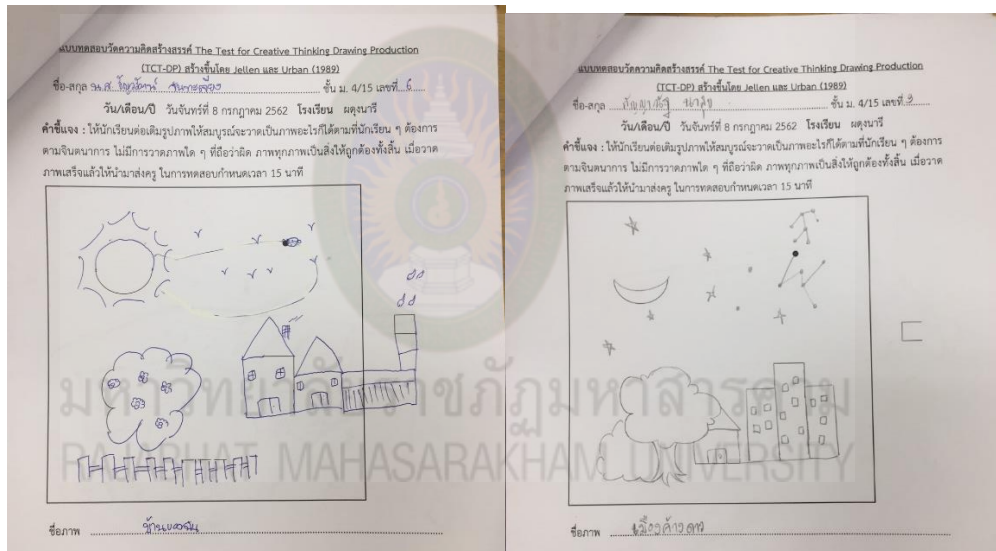 แบบทดสอบวัดความคิดสร้างสรรค์ The Test for Creative Thinking Drawing Production
(TCT-DP) สร้างขึ้นโดย Jellen และ Urban (1989)
ชื่อ-สกุล น.ส. ชั้น ม. 4/15 เลขที่ 6
วัน/เดือน/ปี วันจันทร์ที่ 8 กรกฎาคม 2562 โรงเรียน ผดุงนารี
คำชี้แจง : ให้นักเรียนต่อเติมรูปภาพให้สมบูรณ์จะวาดเป็นภาพอะไรก็ได้ตามที่นักเรียน ๆ ต้องการ
ตามจินตนาการ ไม่มีการวาดภาพใด ๆ ที่ถือว่าผิด ภาพทุกภาพเป็นสิ่งให้ถูกต้องทั้งสิ้น เมื่อวาด
ภาพเสร็จแล้วให้นำมาส่งครู ในการทดสอบกำหนดเวลา 15 นาที
ชื่อภาพ บ้านของฉัน
แบบทดสอบวัดความคิดสร้างสรรค์ The Test for Creative Thinking Drawing Production
(TCT-DP) สร้างขึ้นโดย Jellen และ Urban (1989)
ชื่อ-สกุล ชั้น ม. 4/15 เลขที่ 3
วัน/เดือน/ปี วันจันทร์ที่ 8 กรกฎาคม 2562 โรงเรียน ผดุงนารี
คำชี้แจง : ให้นักเรียนต่อเติมรูปภาพให้สมบูรณ์จะวาดเป็นภาพอะไรก็ได้ตามที่นักเรียน ๆ ต้องการ
ตามจินตนาการ ไม่มีการวาดภาพใด ๆ ที่ถือว่าผิด ภาพทุกภาพเป็นสิ่งให้ถูกต้องทั้งสิ้น เมื่อวาด
ภาพเสร็จแล้วให้นำมาส่งครู ในการทดสอบกำหนดเวลา 15 นาที
ชื่อภาพ เมืองค้างดาว
มหาวิทยาลัยราชภัฏมหาสารคาม
RAJABHAT MAHASARAKHAM UNIVERSITY